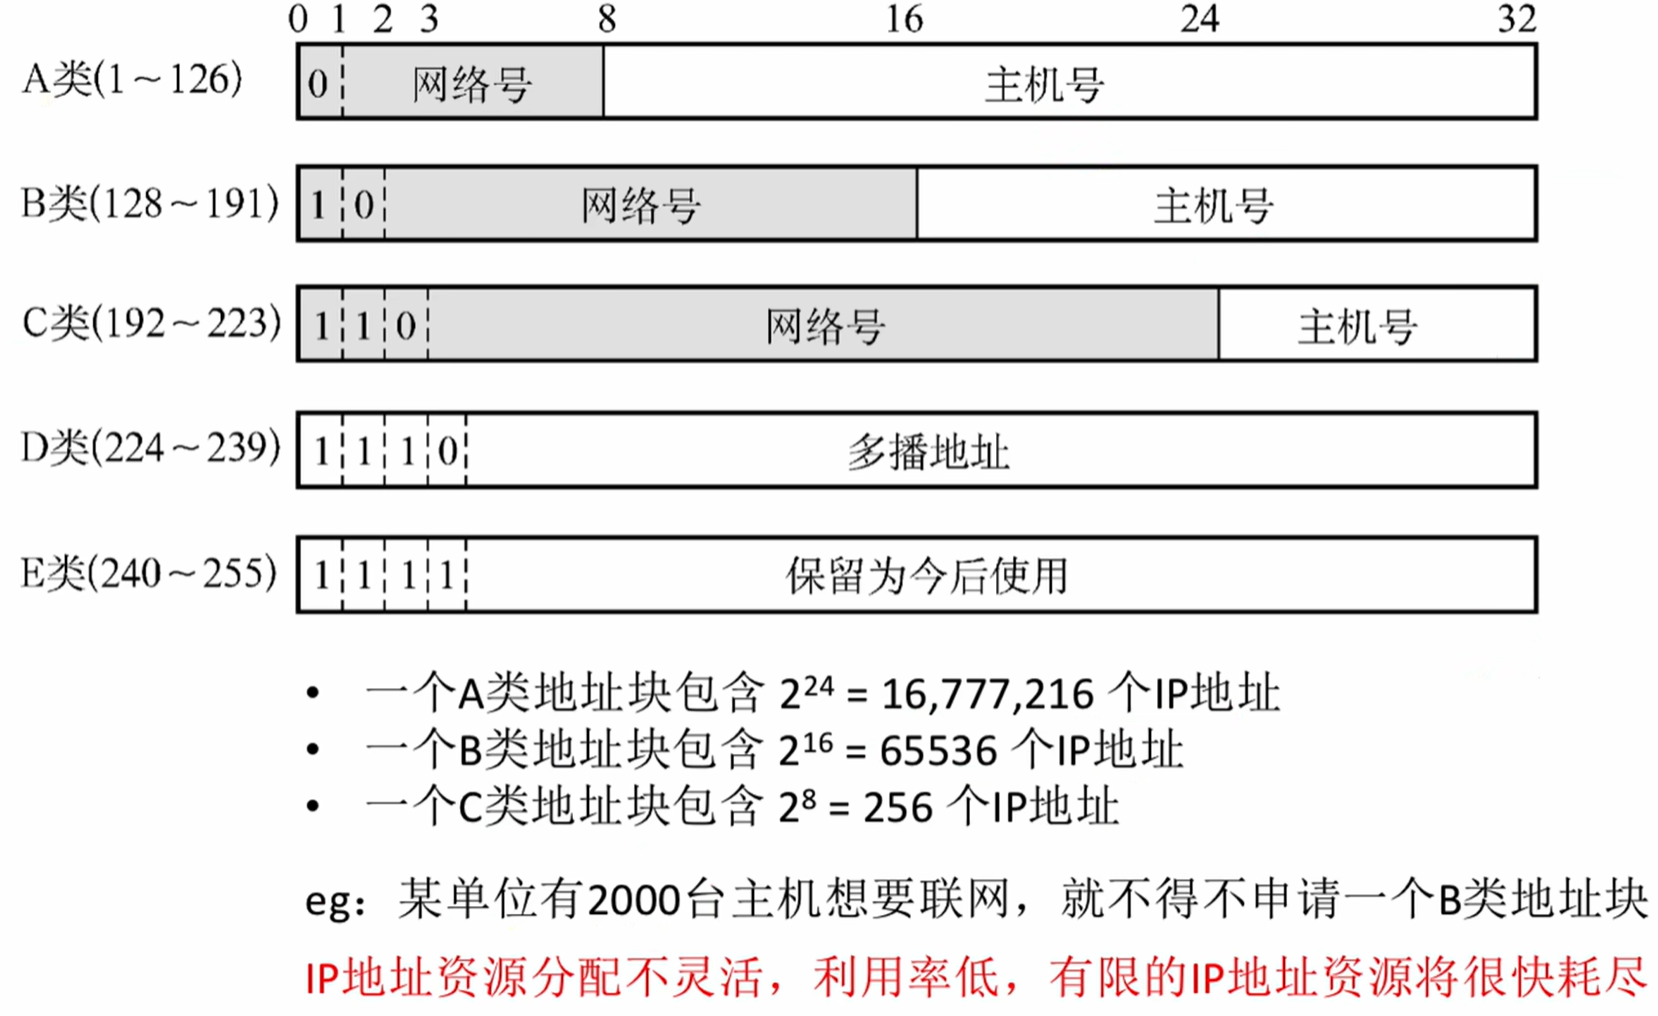 0 1 2 3 8 16 24 32
A类(1～126) 0 网络号 主机号
B类(128～191) 1 0 网络号 主机号
C类(192～223) 1 1 0 网络号 主机号
D类(224～239) 1 1 1 0 多播地址
E类(240～255) 1 1 1 1 保留为今后使用
• 一个A类地址块包含 2²⁴ = 16,777,216 个IP地址
• 一个B类地址块包含 2¹⁶ = 65536 个IP地址
• 一个C类地址块包含 2⁸ = 256 个IP地址
eg：某单位有2000台主机想要联网，就不得不申请一个B类地址块
IP地址资源分配不灵活，利用率低，有限的IP地址资源将很快耗尽